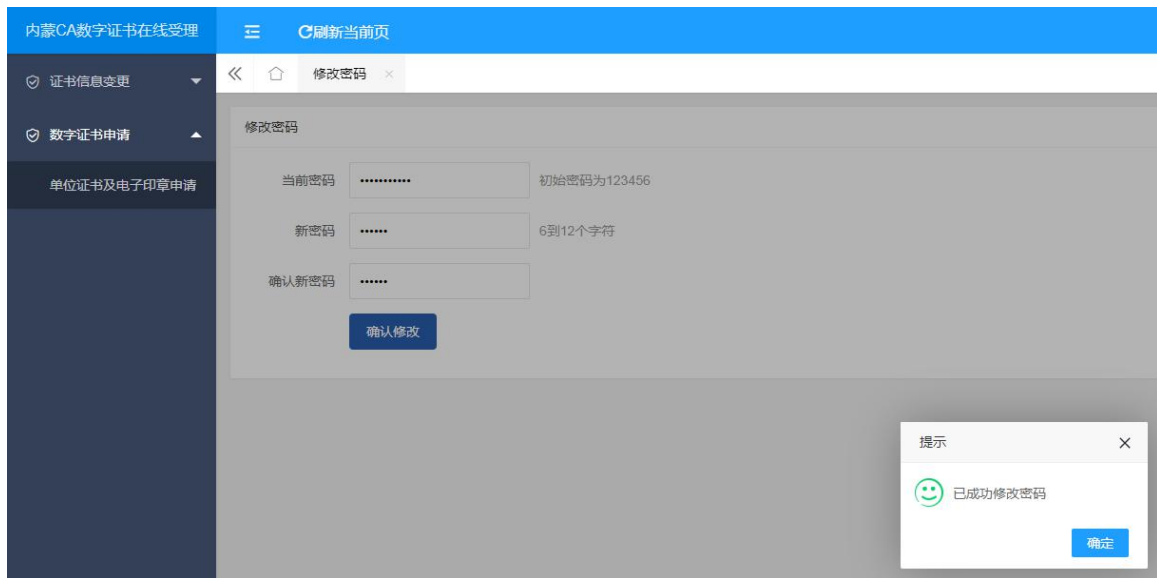 内蒙CA数字证书在线受理
刷新当前页
证书信息变更
修改密码
数字证书申请
修改密码
单位证书及电子印章申请
当前密码 ••••••••••• 初始密码为123456
新密码 •••••• 6到12个字符
确认新密码 ••••••
确认修改
提示
已成功修改密码
确定